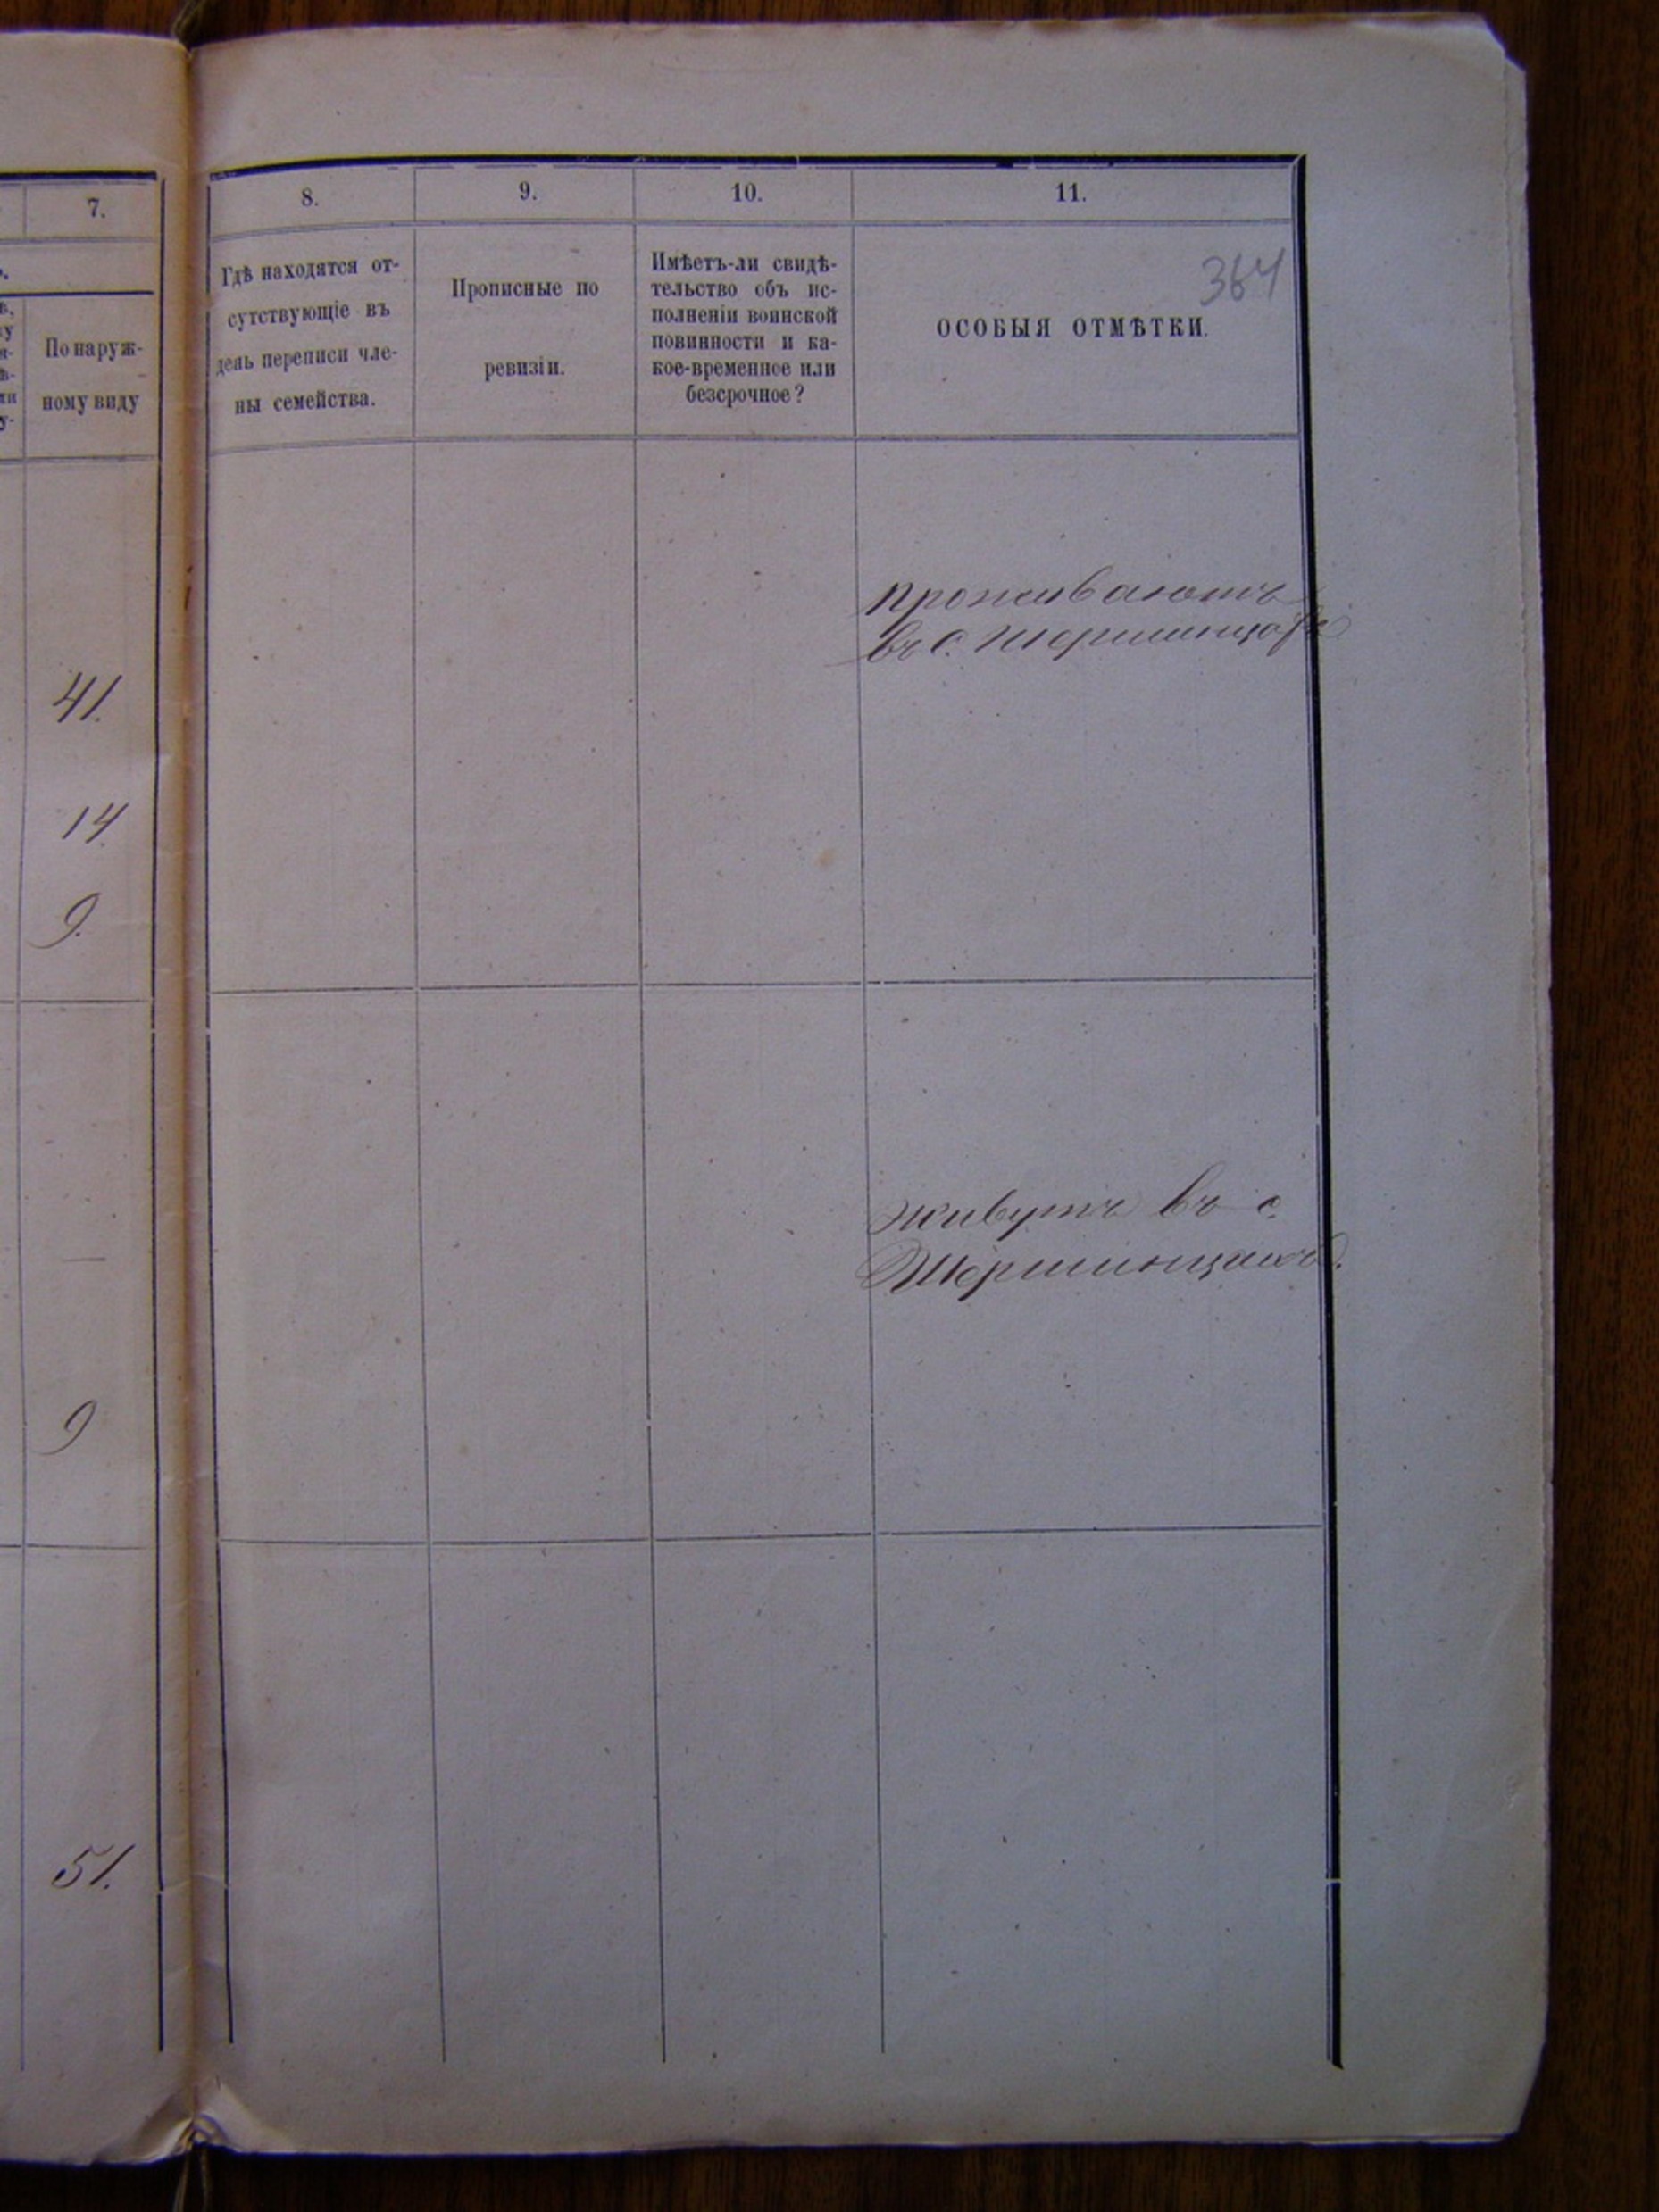 7.
По наруж-
ному виду
41.
14.
9.
9
51.
8.
9.
10.
11.
364
Гдѣ находятся от-
сутствующіе въ
день переписи чле-
ны семейства.
Прописные по
ревизіи.
Имѣетъ-ли свидѣ-
тельство объ ис-
полненіи воинской
повинности и ка-
кое-временное или
безсрочное?
ОСОБЫЯ ОТМѢТКИ.
проживаютъ
въ с. Шершинцахъ
живутъ въ с.
Шершинцахъ.